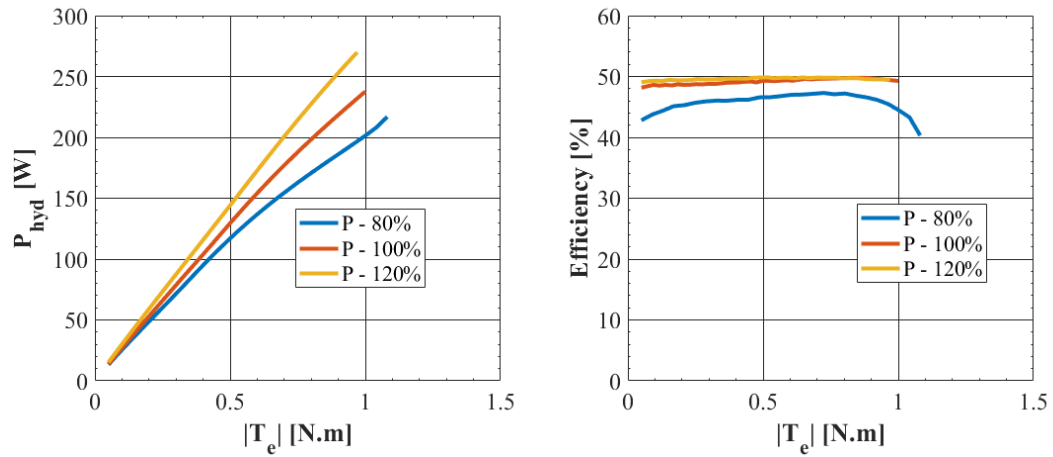 300
250
200
150
100
50
0
P_hyd [W]
P - 80%
P - 100%
P - 120%
0
0.5
1
1.5
|T_e| [N.m]
60
50
40
30
20
10
0
Efficiency [%]
P - 80%
P - 100%
P - 120%
0
0.5
1
1.5
|T_e| [N.m]